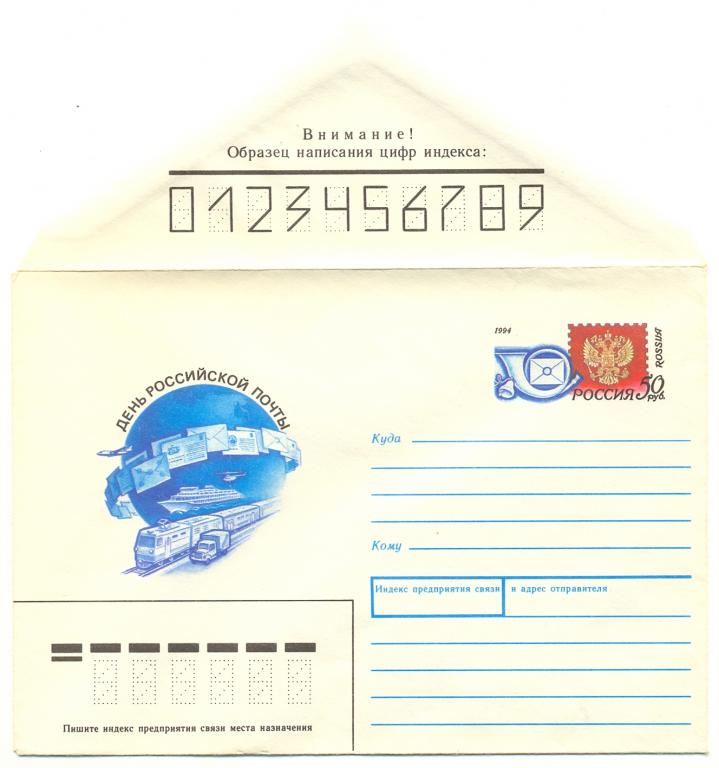 Внимание!
Образец написания цифр индекса:
0123456789
1994
ROSSIJA
РОССИЯ 50 руб.
ДЕНЬ РОССИЙСКОЙ ПОЧТЫ
Куда
Кому
Индекс предприятия связи и адрес отправителя
Пишите индекс предприятия связи места назначения